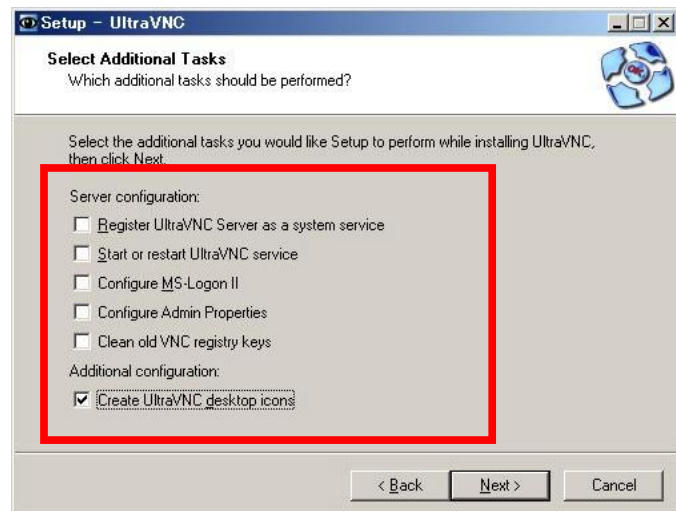 Setup - UltraVNC
Select Additional Tasks
Which additional tasks should be performed?
OK
Select the additional tasks you would like Setup to perform while installing UltraVNC,
then click Next.
Server configuration:
Register UltraVNC Server as a system service
Start or restart UltraVNC service
Configure MS-Logon II
Configure Admin Properties
Clean old VNC registry keys
Additional configuration:
Create UltraVNC desktop icons
< Back
Next >
Cancel